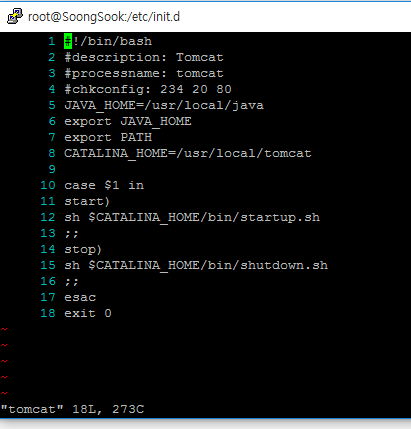 root@SoongSook:/etc/init.d
1 #!/bin/bash
2 #description: Tomcat
3 #processname: tomcat
4 #chkconfig: 234 20 80
5 JAVA_HOME=/usr/local/java
6 export JAVA_HOME
7 export PATH
8 CATALINA_HOME=/usr/local/tomcat
9
10 case $1 in
11 start)
12 sh $CATALINA_HOME/bin/startup.sh
13 ;;
14 stop)
15 sh $CATALINA_HOME/bin/shutdown.sh
16 ;;
17 esac
18 exit 0
~
~
~
~
~
"tomcat" 18L, 273C